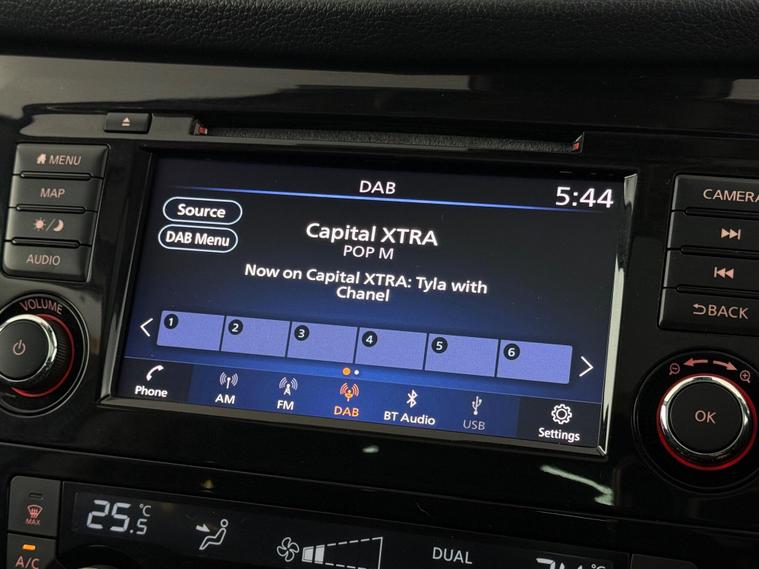 DAB
5:44
Source
Capital XTRA
DAB Menu
POP M
Now on Capital XTRA: Tyla with
Chanel
1 2 3 4 5 6
Phone
AM
FM
DAB
BT Audio
USB
Settings
MENU
MAP
AUDIO
VOLUME
CAMERA
BACK
OK
MAX
A/C
25.5 °C
DUAL
°C